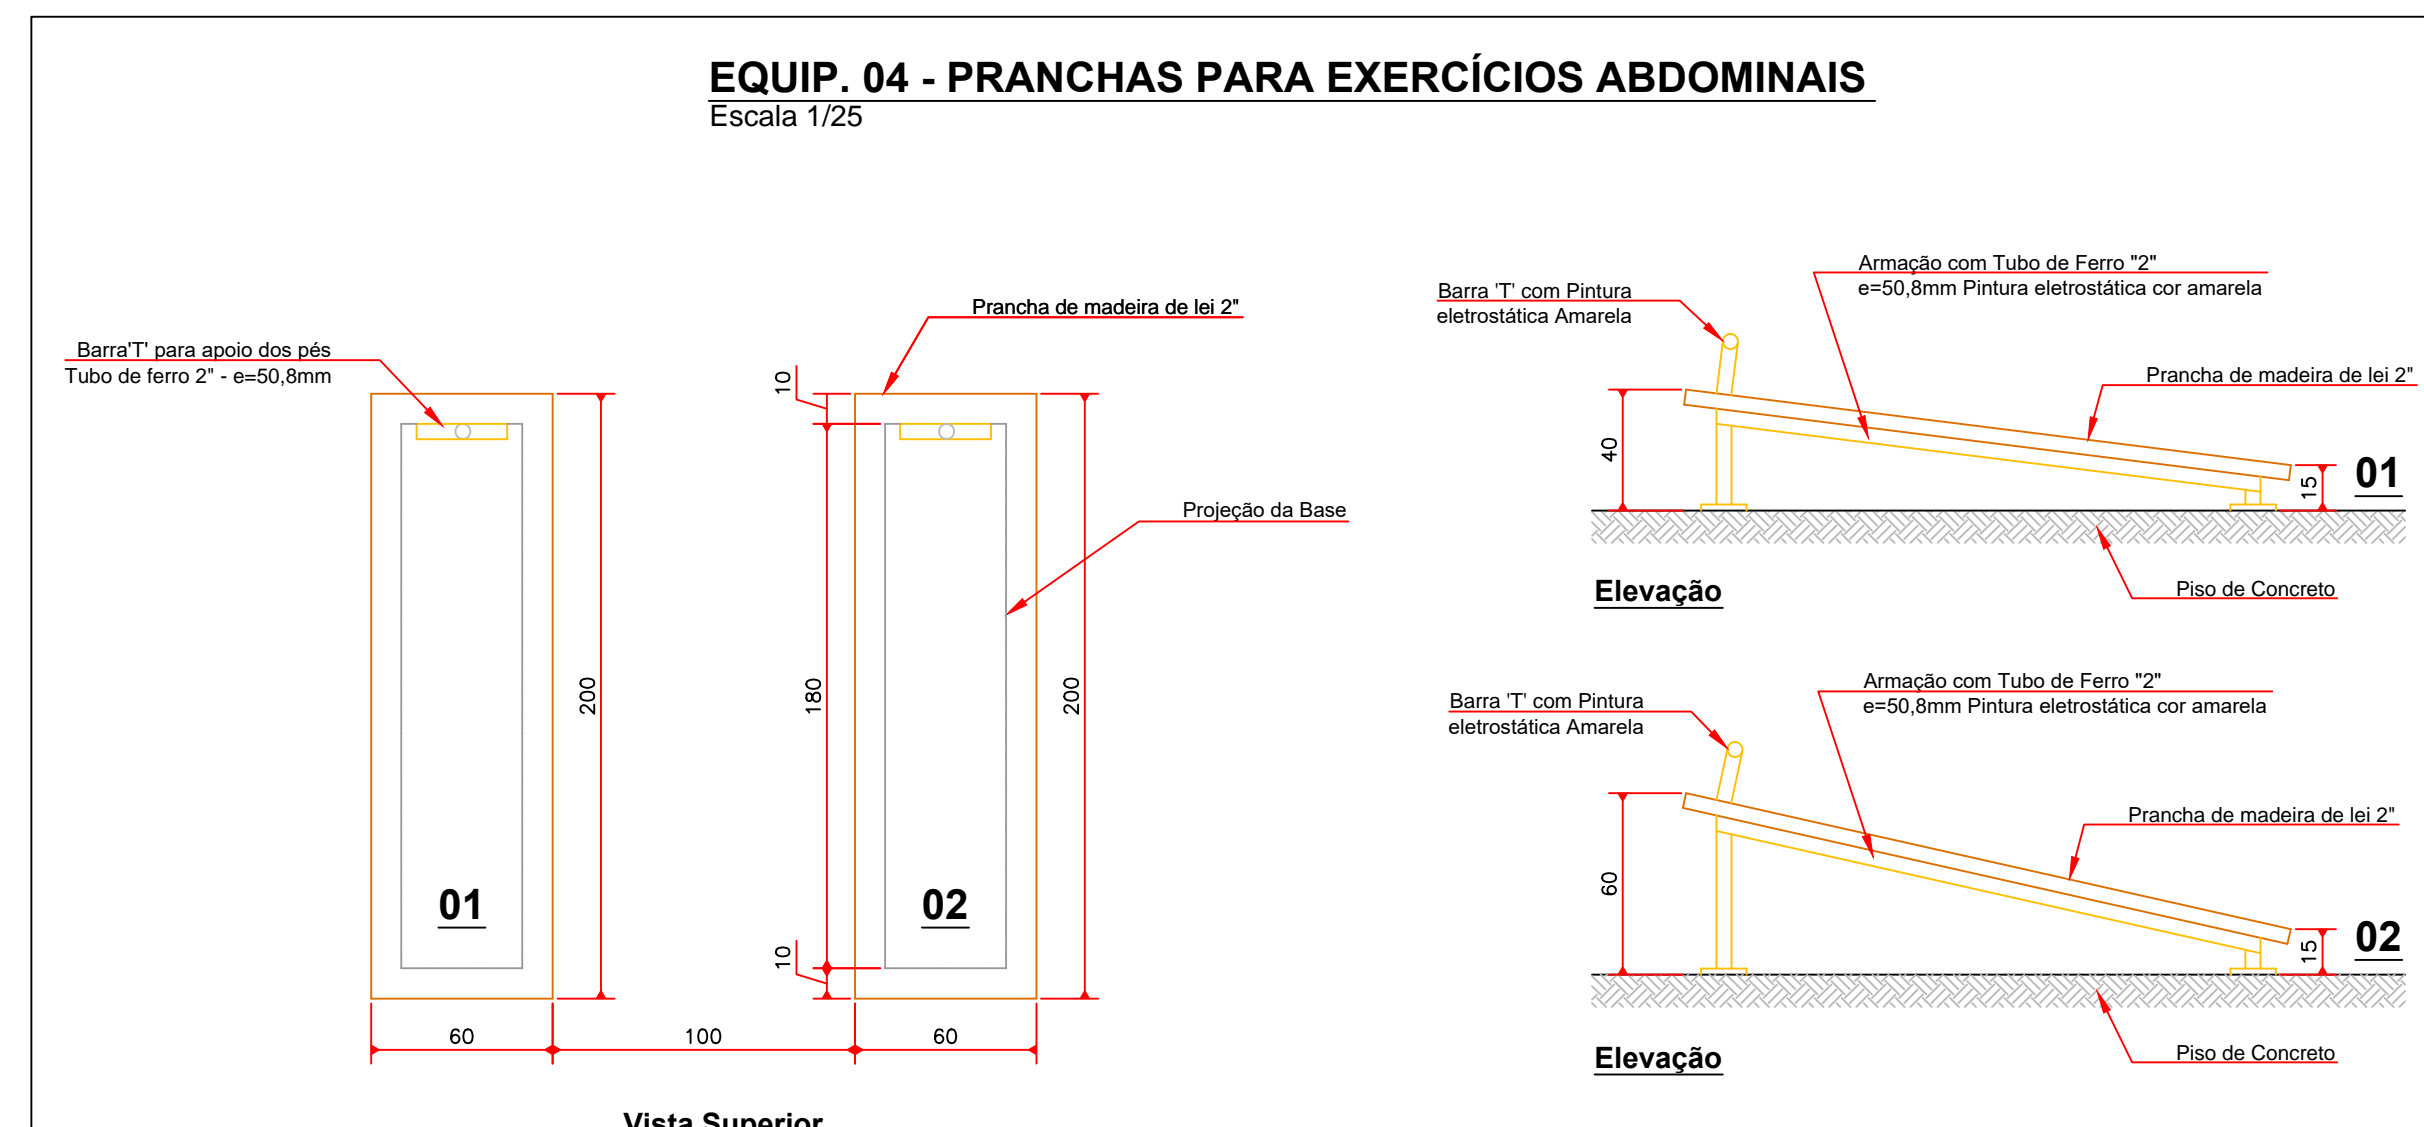 EQUIP. 04 - PRANCHAS PARA EXERCÍCIOS ABDOMINAIS
Escala 1/25
Barra'T' para apoio dos pés
Tubo de ferro 2" - e=50,8mm
Prancha de madeira de lei 2"
Projeção da Base
10
180
10
200
200
01
02
60
100
60
Vista Superior
Barra 'T' com Pintura
eletrostática Amarela
Armação com Tubo de Ferro "2"
e=50,8mm Pintura eletrostática cor amarela
Prancha de madeira de lei 2"
40
15
01
Elevação
Piso de Concreto
Barra 'T' com Pintura
eletrostática Amarela
Armação com Tubo de Ferro "2"
e=50,8mm Pintura eletrostática cor amarela
Prancha de madeira de lei 2"
60
15
02
Elevação
Piso de Concreto